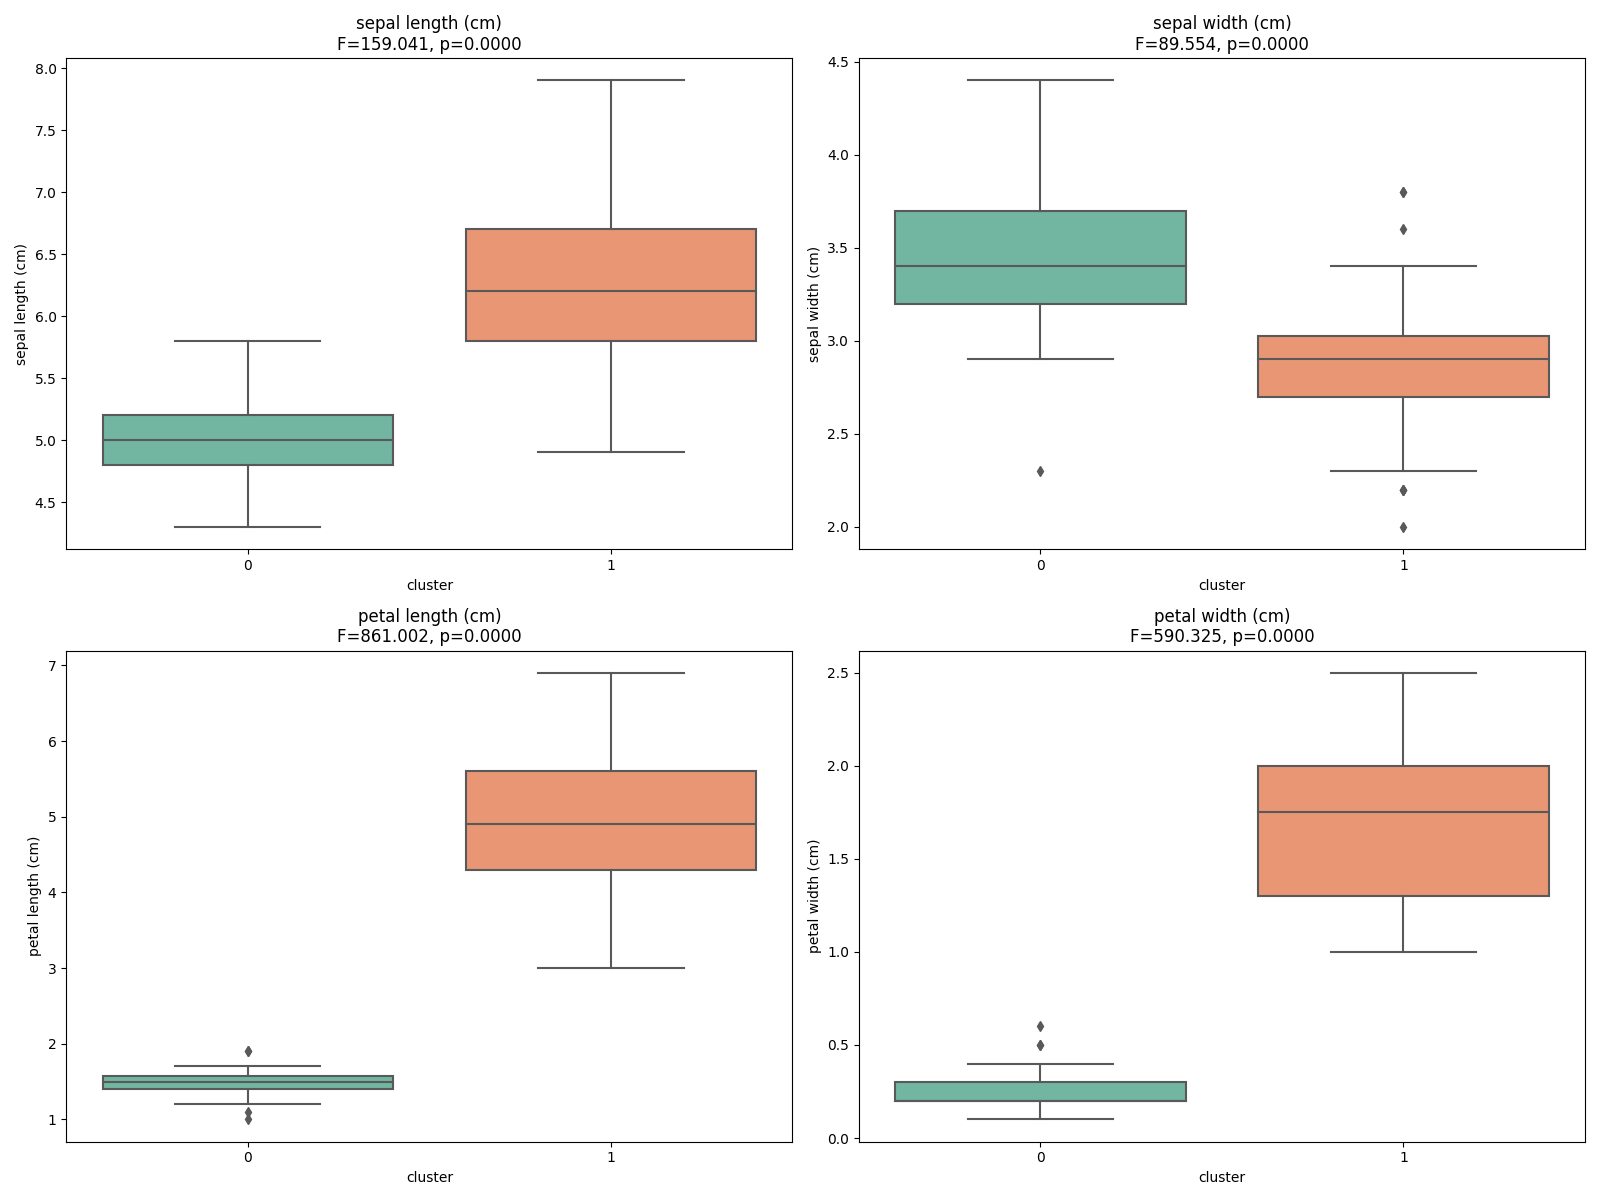 sepal length (cm)
F=159.041, p=0.0000
8.0
7.5
7.0
6.5
6.0
5.5
5.0
4.5
sepal length (cm)
0
1
cluster
sepal width (cm)
F=89.554, p=0.0000
4.5
4.0
3.5
3.0
2.5
2.0
sepal width (cm)
0
1
cluster
petal length (cm)
F=861.002, p=0.0000
7
6
5
4
3
2
1
petal length (cm)
0
1
cluster
petal width (cm)
F=590.325, p=0.0000
2.5
2.0
1.5
1.0
0.5
0.0
petal width (cm)
0
1
cluster